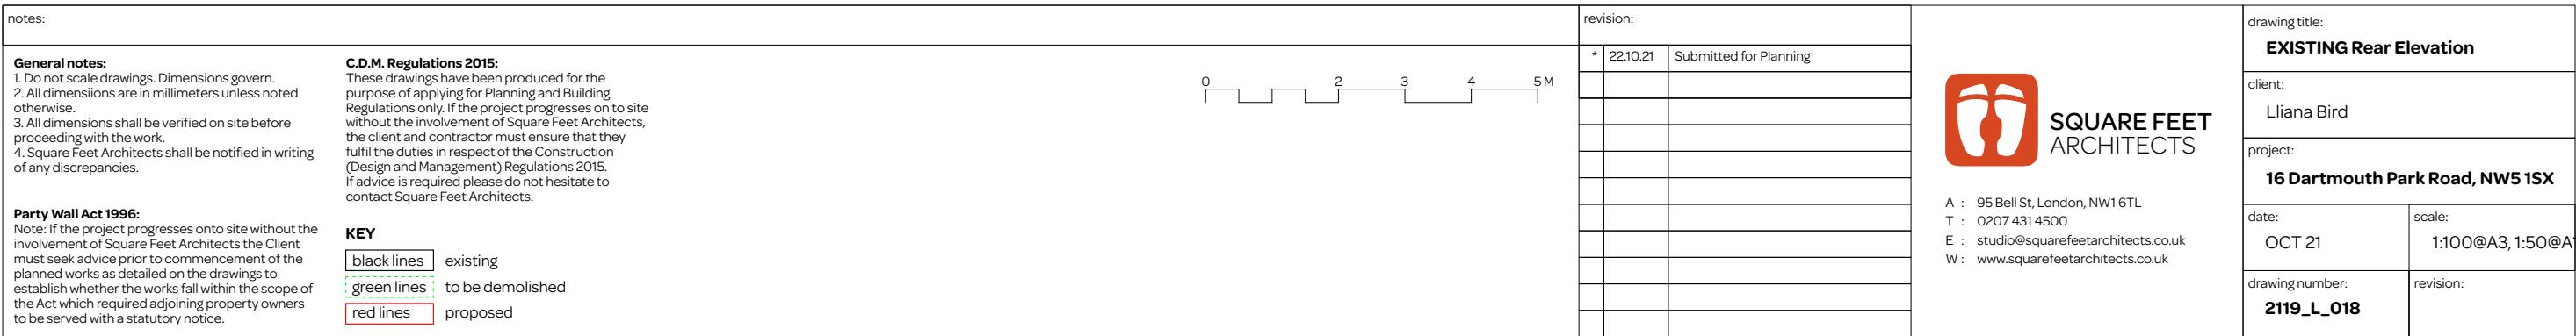 notes:
General notes:
1. Do not scale drawings. Dimensions govern.
2. All dimensiions are in millimeters unless noted
otherwise.
3. All dimensions shall be verified on site before
proceeding with the work.
4. Square Feet Architects shall be notified in writing
of any discrepancies.
Party Wall Act 1996:
Note: If the project progresses onto site without the
involvement of Square Feet Architects the Client
must seek advice prior to commencement of the
planned works as detailed on the drawings to
establish whether the works fall within the scope of
the Act which required adjoining property owners
to be served with a statutory notice.
C.D.M. Regulations 2015:
These drawings have been produced for the
purpose of applying for Planning and Building
Regulations only. If the project progresses on to site
without the involvement of Square Feet Architects,
the client and contractor must ensure that they
fulfil the duties in respect of the Construction
(Design and Management) Regulations 2015.
If advice is required please do not hesitate to
contact Square Feet Architects.
KEY
black lines existing
green lines to be demolished
red lines proposed
0 2 3 4 5 M
revision:
* 22.10.21 Submitted for Planning
SQUARE FEET
ARCHITECTS
A : 95 Bell St, London, NW1 6TL
T : 0207 431 4500
E : studio@squarefeetarchitects.co.uk
W : www.squarefeetarchitects.co.uk
drawing title:
EXISTING Rear Elevation
client:
Lliana Bird
project:
16 Dartmouth Park Road, NW5 1SX
date:
OCT 21
scale:
1:100@A3, 1:50@A1
drawing number:
2119_L_018
revision: